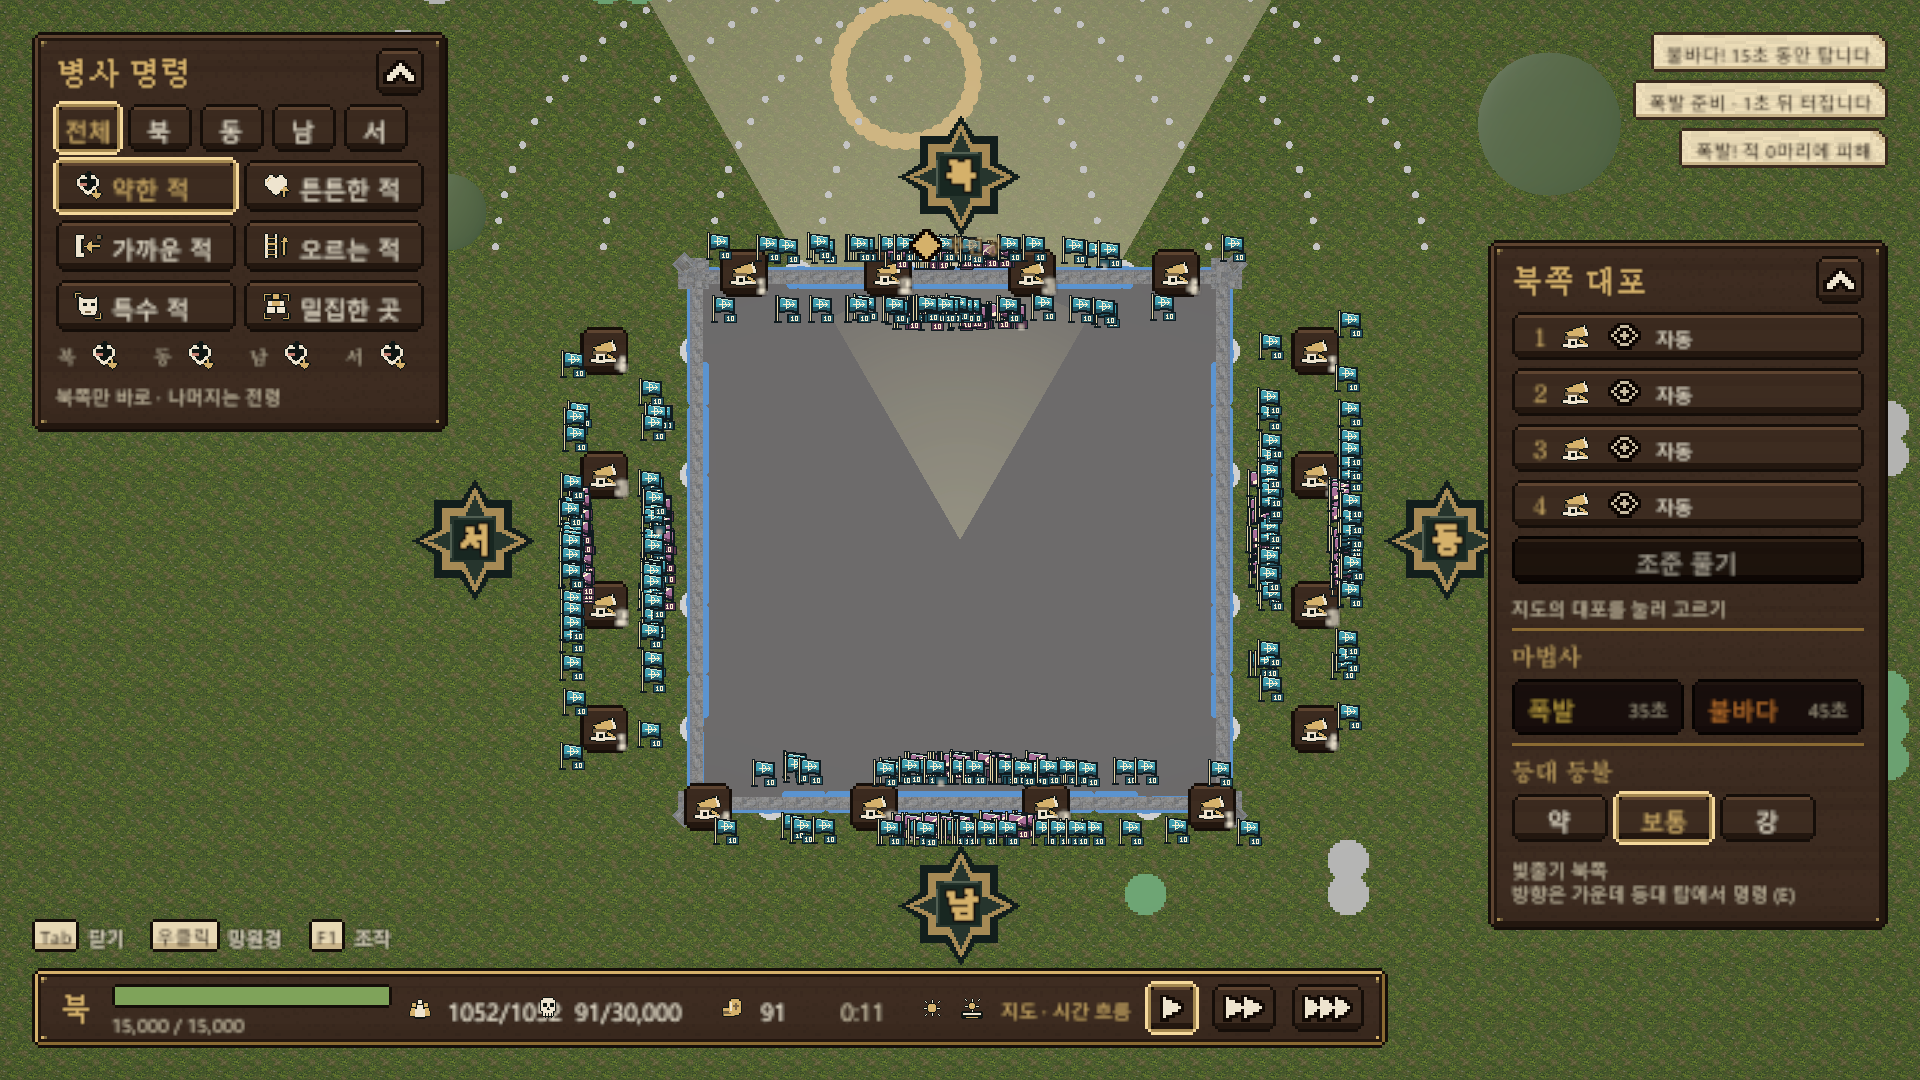 병사 명령
전체 북 동 남 서
약한 적 튼튼한 적
가까운 적 오르는 적
특수 적 밀집한 곳
북 동 남 서
북쪽만 바로 · 나머지는 전령
불바다! 15초 동안 탑니다
폭발 준비 · 1초 뒤 터집니다
폭발! 적 0마리에 피해
북
서
동
남
북쪽 대포
1 자동
2 자동
3 자동
4 자동
조준 풀기
지도의 대포를 눌러 고르기
마법사
폭발 35초 불바다 45초
등대 등불
약 보통 강
빛줄기 북쪽
방향은 가운데 등대 탑에서 명령 (E)
Tab 닫기 우클릭 망원경 F1 조작
북 15,000 / 15,000 1052/1052 91/30,000 91 0:11 지도 · 시간 흐름